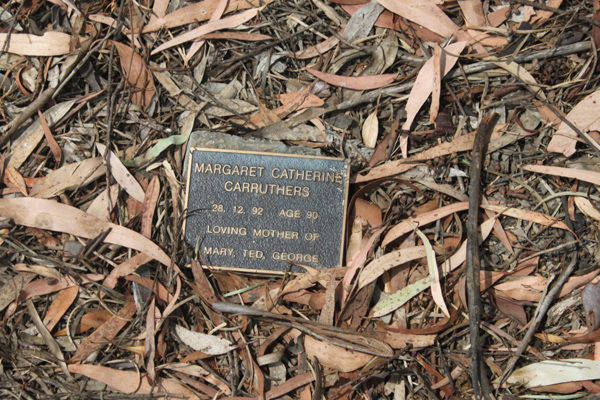 MARGARET CATHERINE
CARRUTHERS
28. 12. 92 AGE 90
LOVING MOTHER OF
MARY, TED, GEORGE